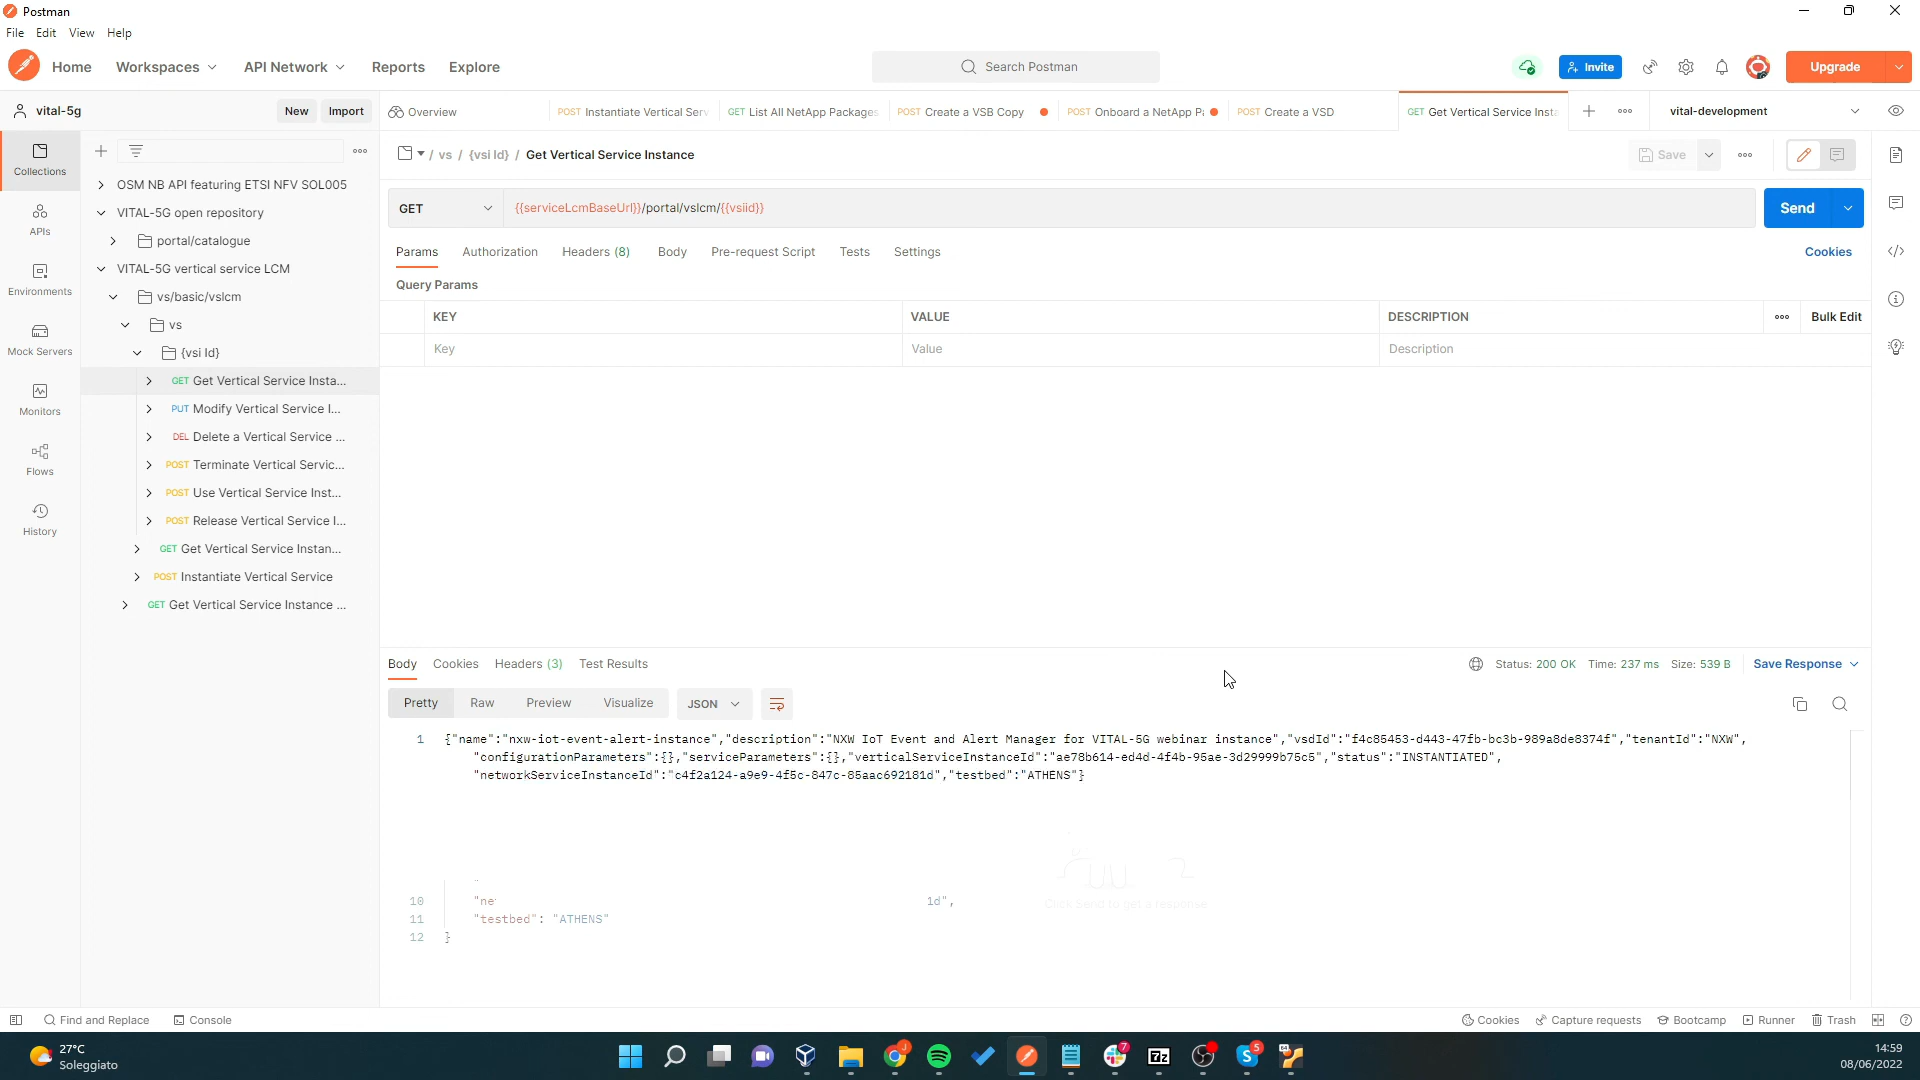 Postman
File Edit View Help
Home Workspaces API Network Reports Explore Search Postman Invite Upgrade
vital-5g New Import Overview POST Instantiate Vertical Serv GET List All NetApp Packages POST Create a VSB Copy POST Onboard a NetApp P POST Create a VSD GET Get Vertical Service Insta vital-development
Collections
APIs
Environments
Mock Servers
Monitors
Flows
History
OSM NB API featuring ETSI NFV SOL005
VITAL-5G open repository
portal/catalogue
VITAL-5G vertical service LCM
vs/basic/vslcm
vs
{vsi Id}
GET Get Vertical Service Insta...
PUT Modify Vertical Service I...
DEL Delete a Vertical Service ...
POST Terminate Vertical Servic...
POST Use Vertical Service Inst...
POST Release Vertical Service I...
GET Get Vertical Service Instan...
POST Instantiate Vertical Service
GET Get Vertical Service Instance ...
/ vs / {vsi Id} / Get Vertical Service Instance Save
GET {{serviceLcmBaseUrl}}/portal/vslcm/{{vsiid}} Send
Params Authorization Headers (8) Body Pre-request Script Tests Settings Cookies
Query Params
KEY VALUE DESCRIPTION Bulk Edit
Key Value Description
Body Cookies Headers (3) Test Results Status: 200 OK Time: 237 ms Size: 539 B Save Response
Pretty Raw Preview Visualize JSON
1 {"name":"nxw-iot-event-alert-instance","description":"NXW IoT Event and Alert Manager for VITAL-5G webinar instance","vsdId":"f4c85453-d443-47fb-bc3b-989a8de8374f","tenantId":"NXW",
"configurationParameters":{},"serviceParameters":{},"verticalServiceInstanceId":"ae78b614-ed4d-4f4b-95ae-3d29999b75c5","status":"INSTANTIATED",
"networkServiceInstanceId":"c4f2a124-a9e9-4f5c-847c-85aac692181d","testbed":"ATHENS"}
10 "ne 1d",
11 "testbed": "ATHENS"
12 }
Click Send to get a response
Find and Replace Console Cookies Capture requests Bootcamp Runner Trash
27°C
Soleggiato
14:59
08/06/2022